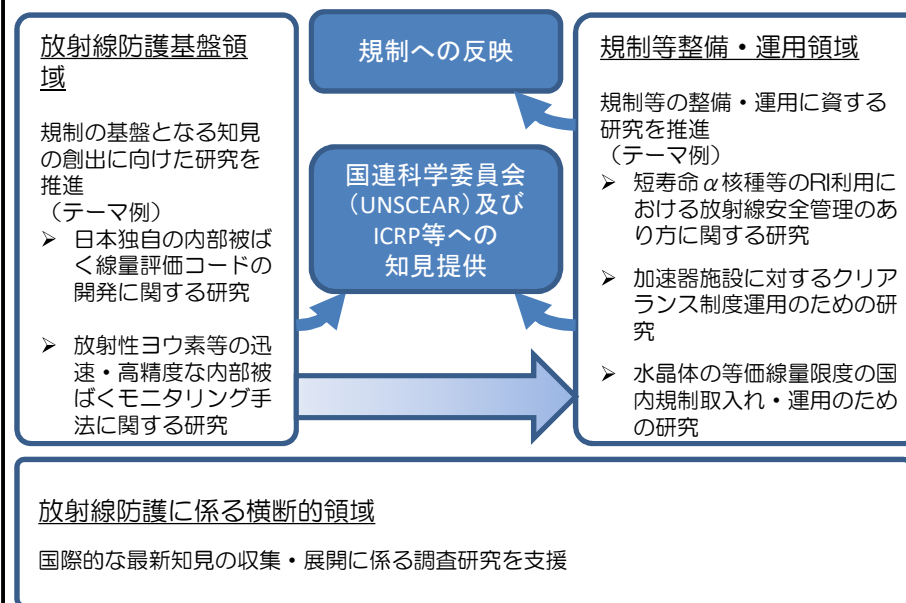 放射線防護基盤領
域
規制の基盤となる知見
の創出に向けた研究を
推進
（テーマ例）
➢ 日本独自の内部被ば
く線量評価コードの
開発に関する研究
➢ 放射性ヨウ素等の迅
速・高精度な内部被
ばくモニタリング手
法に関する研究
規制への反映
国連科学委員会
（UNSCEAR）及び
ICRP等への
知見提供
規制等整備・運用領域
規制等の整備・運用に資する
研究を推進
（テーマ例）
➢ 短寿命α核種等のRI利用に
おける放射線安全管理のあ
り方に関する研究
➢ 加速器施設に対するクリア
ランス制度運用のための研
究
➢ 水晶体の等価線量限度の国
内規制取入れ・運用のため
の研究
放射線防護に係る横断的領域
国際的な最新知見の収集・展開に係る調査研究を支援